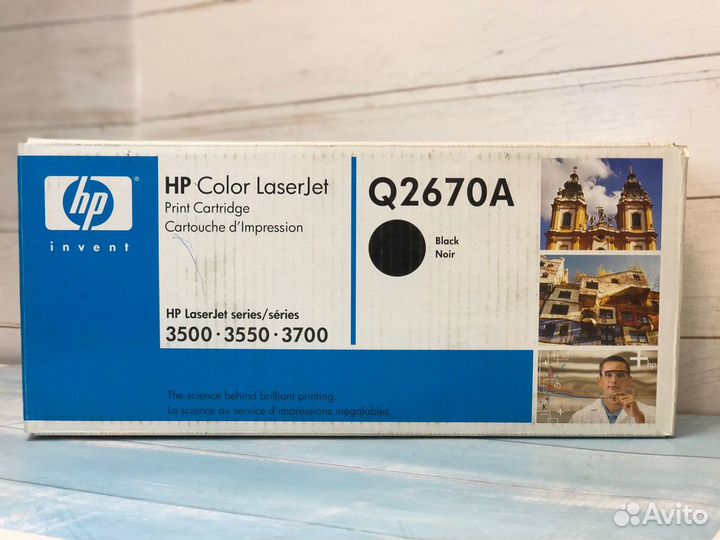 hp
invent
HP Color LaserJet
Print Cartridge
Cartouche d'Impression
HP LaserJet series/séries
3500 · 3550 · 3700
Q2670A
Black
Noir
The science behind brilliant printing.
La science au service d'impressions inégalables.
hp
K
Avito